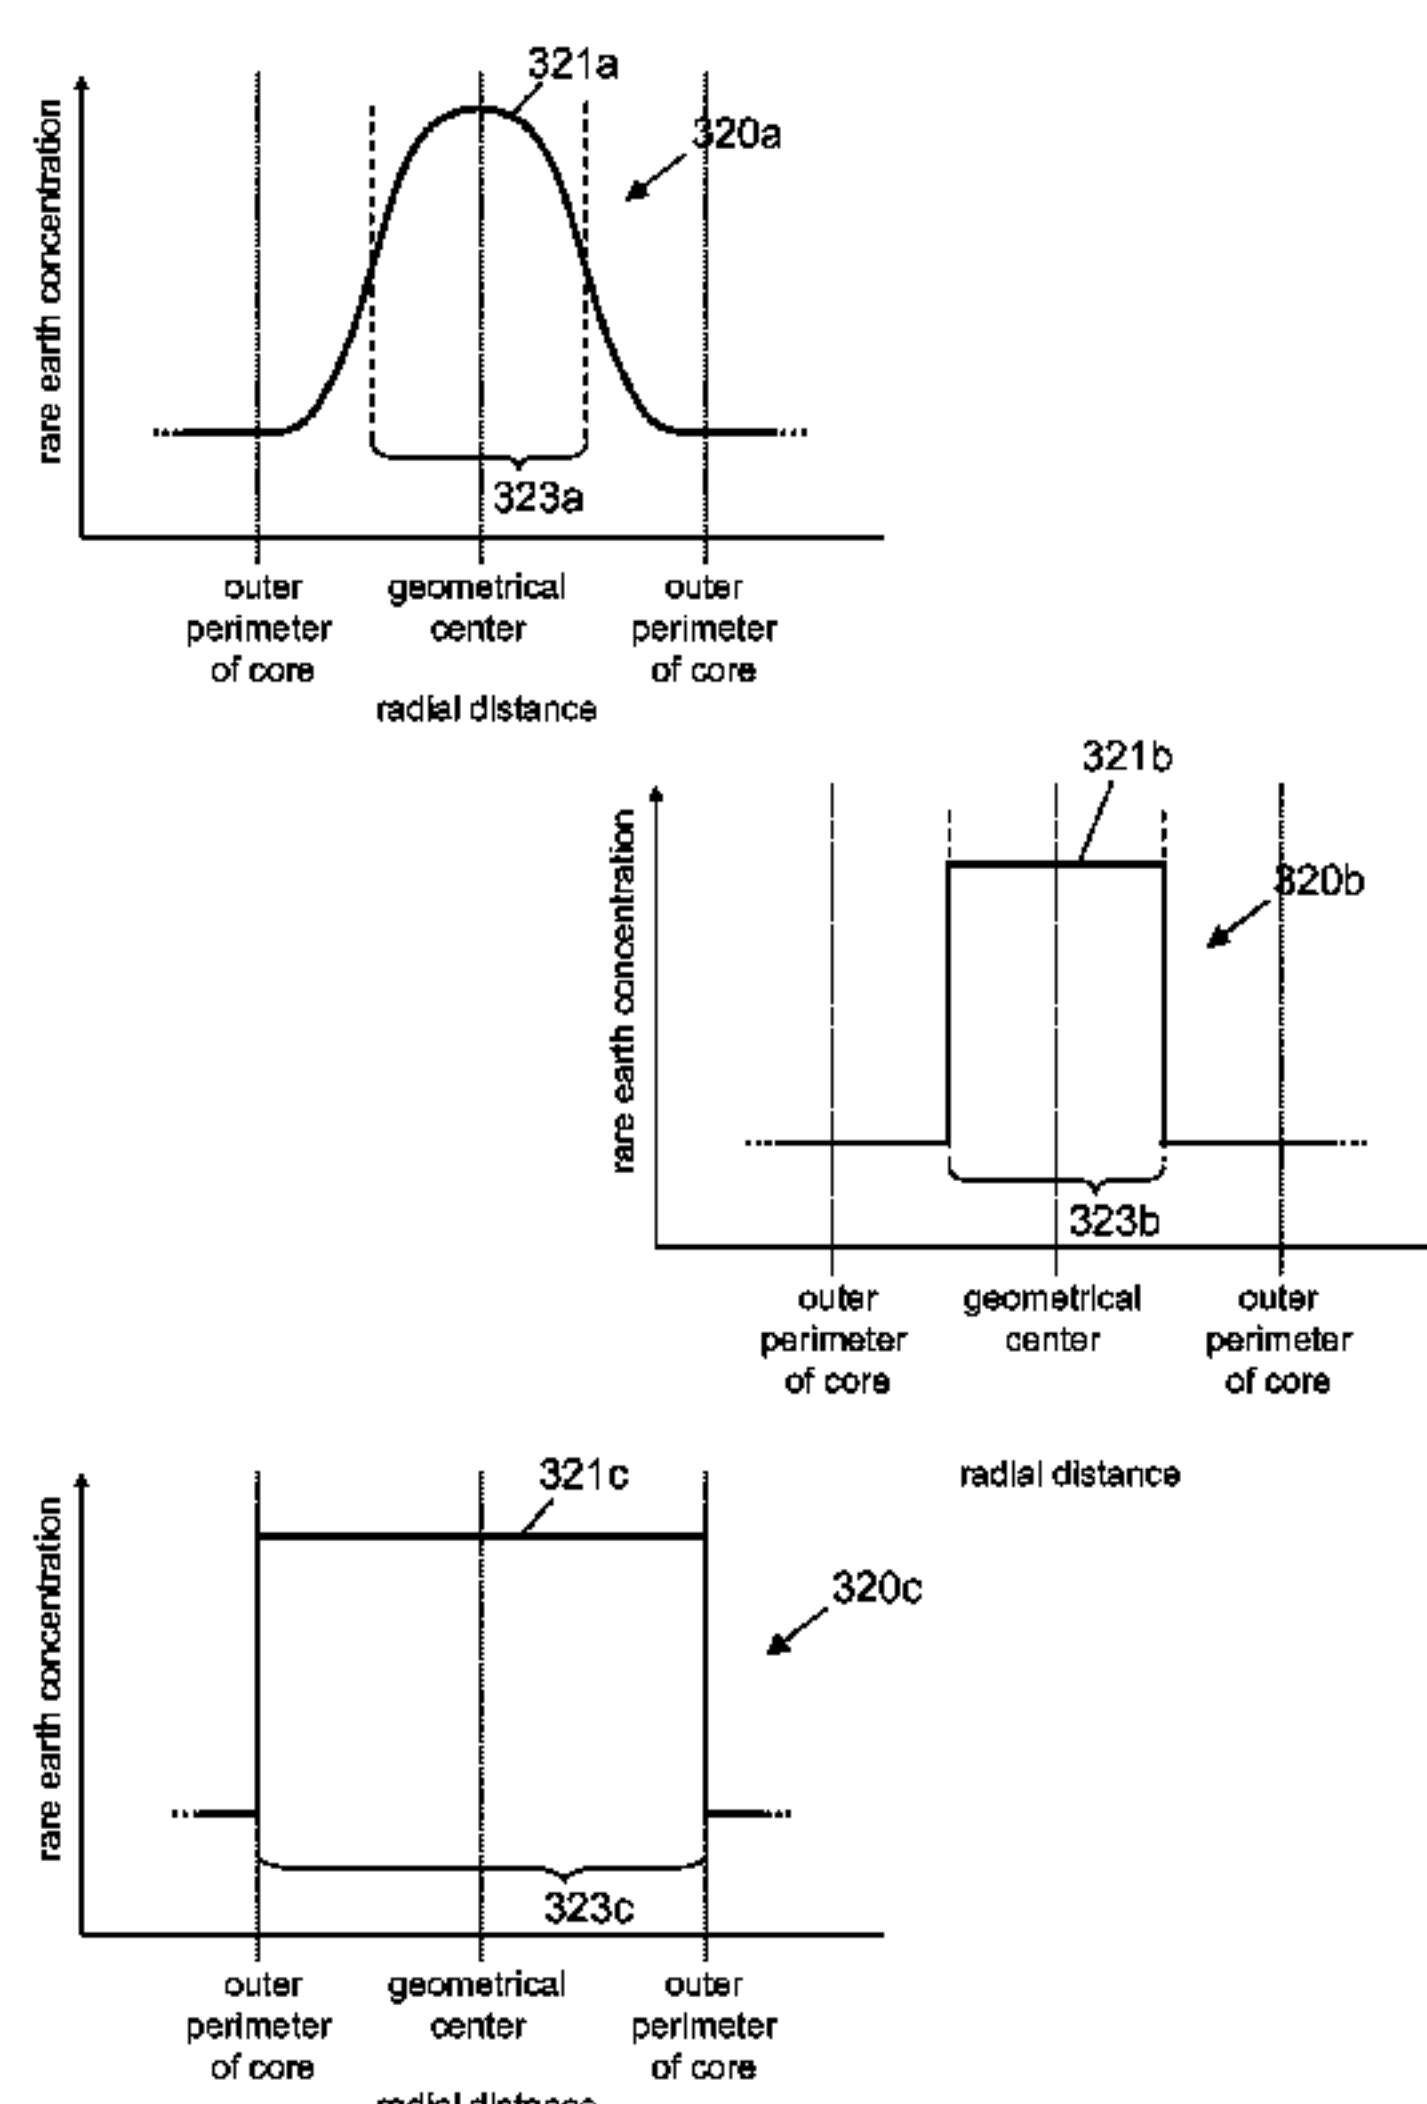 321a
320a
rare earth concentration
323a
outer geometrical outer
perimeter center perimeter
of core of core
radial distance
321b
320b
rare earth concentration
323b
outer geometrical outer
perimeter center perimeter
of core of core
radial distance
321c
320c
rare earth concentration
323c
outer geometrical outer
perimeter center perimeter
of core of core
radial distance